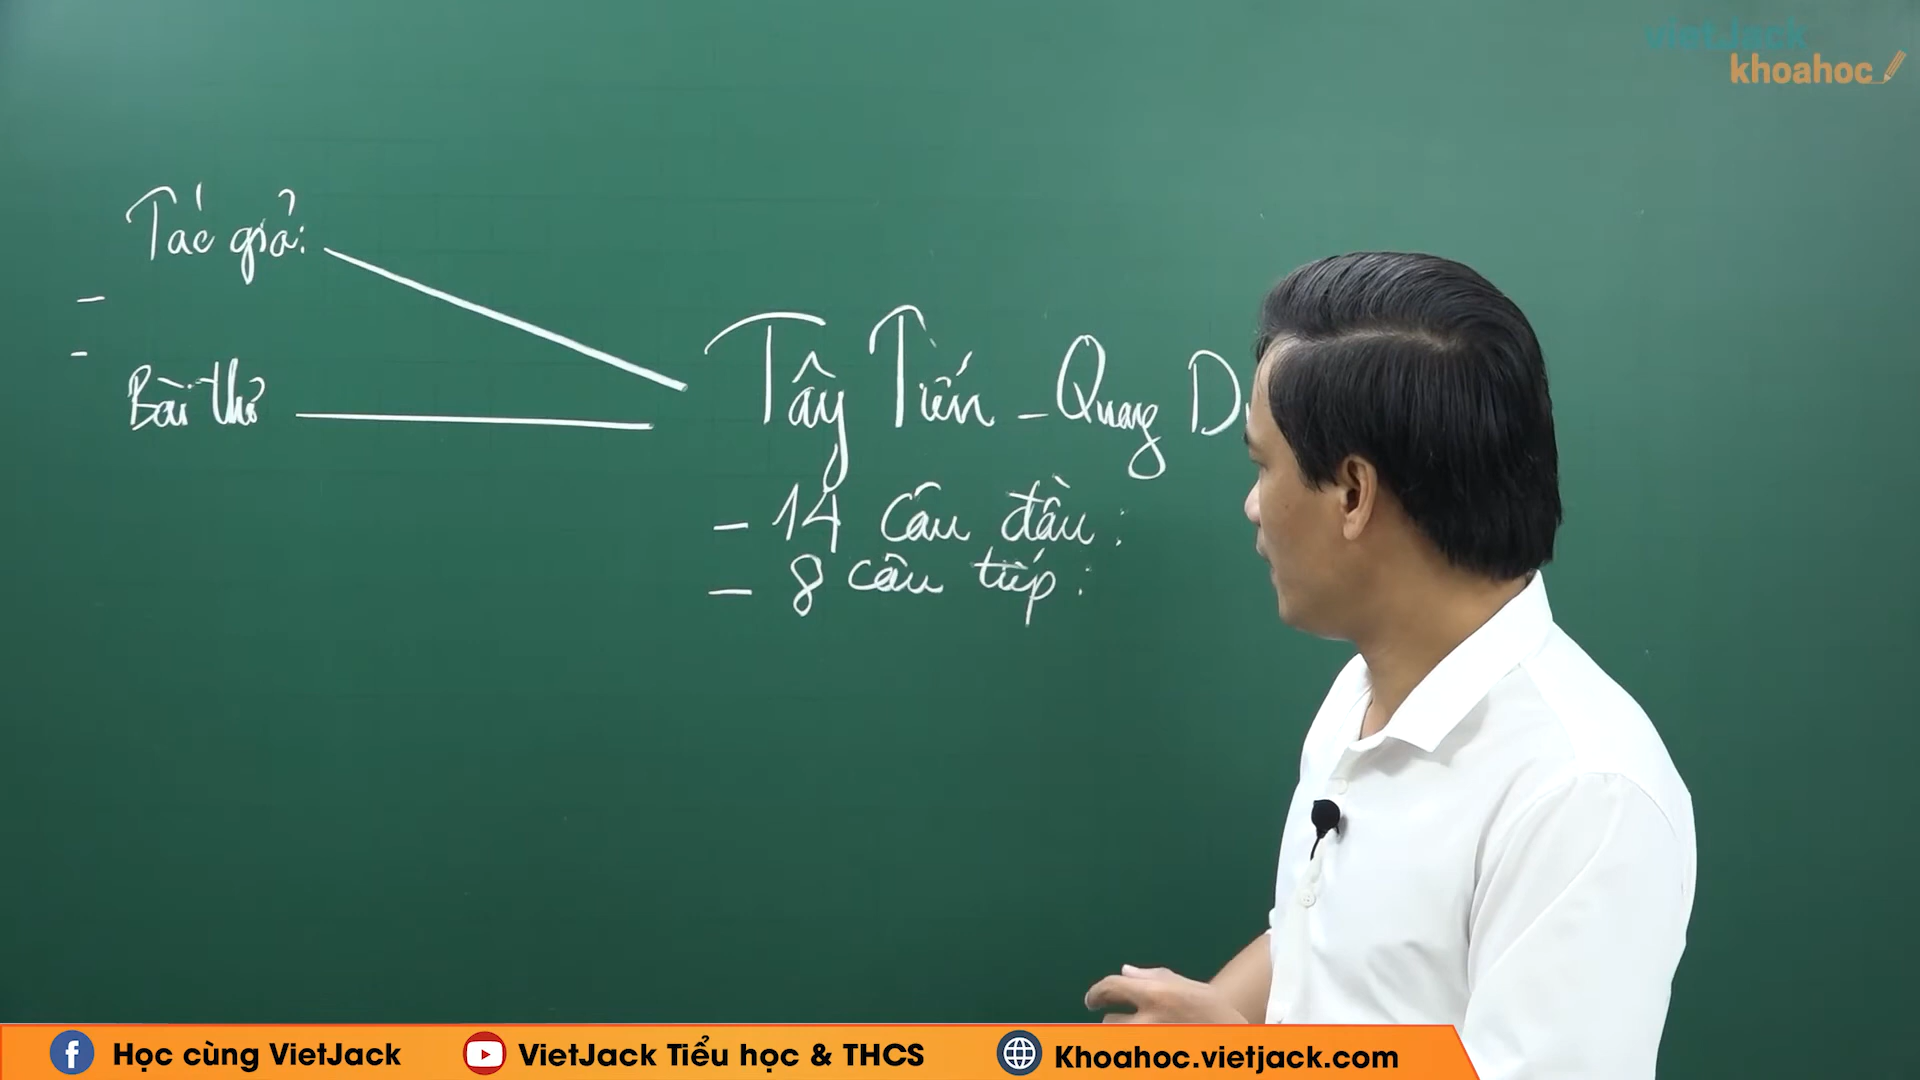 vietJack
khoahoc
Tác giả:
-
-
Bài thơ
Tây Tiến - Quang D
- 14 câu đầu:
- 8 câu tiếp:
Học cùng VietJack
VietJack Tiểu học & THCS
Khoahoc.vietjack.com